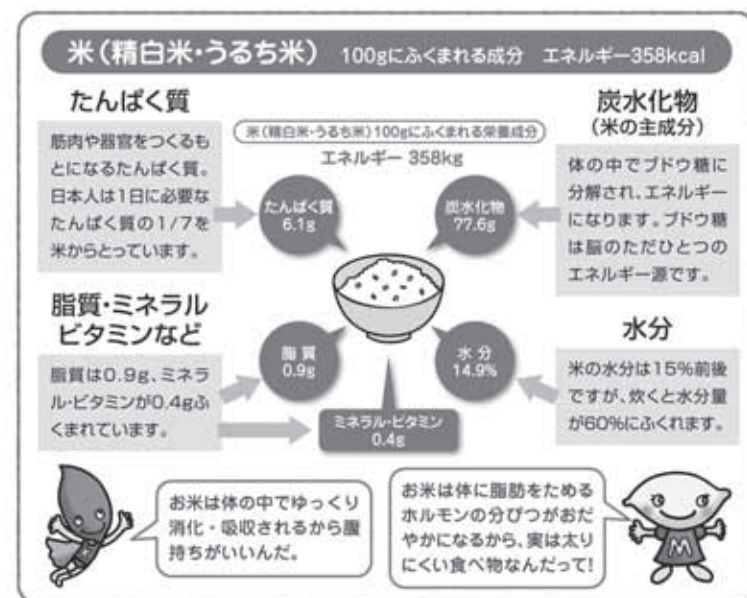 米(精白米・うるち米) 100gにふくまれる成分 エネルギー358kcal
たんぱく質
筋肉や器官をつくるも
とになるたんぱく質。
日本人は1日に必要な
たんぱく質の1/7を
米からとっています。
米(精白米・うるち米)100gにふくまれる栄養成分
エネルギー 358kg
たんぱく質
6.1g
炭水化物
77.6g
脂質
0.9g
水分
14.9%
ミネラル・ビタミン
0.4g
炭水化物
(米の主成分)
体の中でブドウ糖に
分解され、エネルギー
になります。ブドウ糖
は脳のただひとつの
エネルギー源です。
脂質・ミネラル
ビタミンなど
脂質は0.9g、ミネラ
ル・ビタミンが0.4gふ
くまれています。
水分
米の水分は15%前後
ですが、炊くと水分量
が60%にふくれます。
お米は体の中でゆっくり
消化・吸収されるから腹
持ちがいいんだ。
お米は体に脂肪をためる
ホルモンの分ぴつがおだ
やかになるから、実は太り
にくい食べ物なんだって!
M